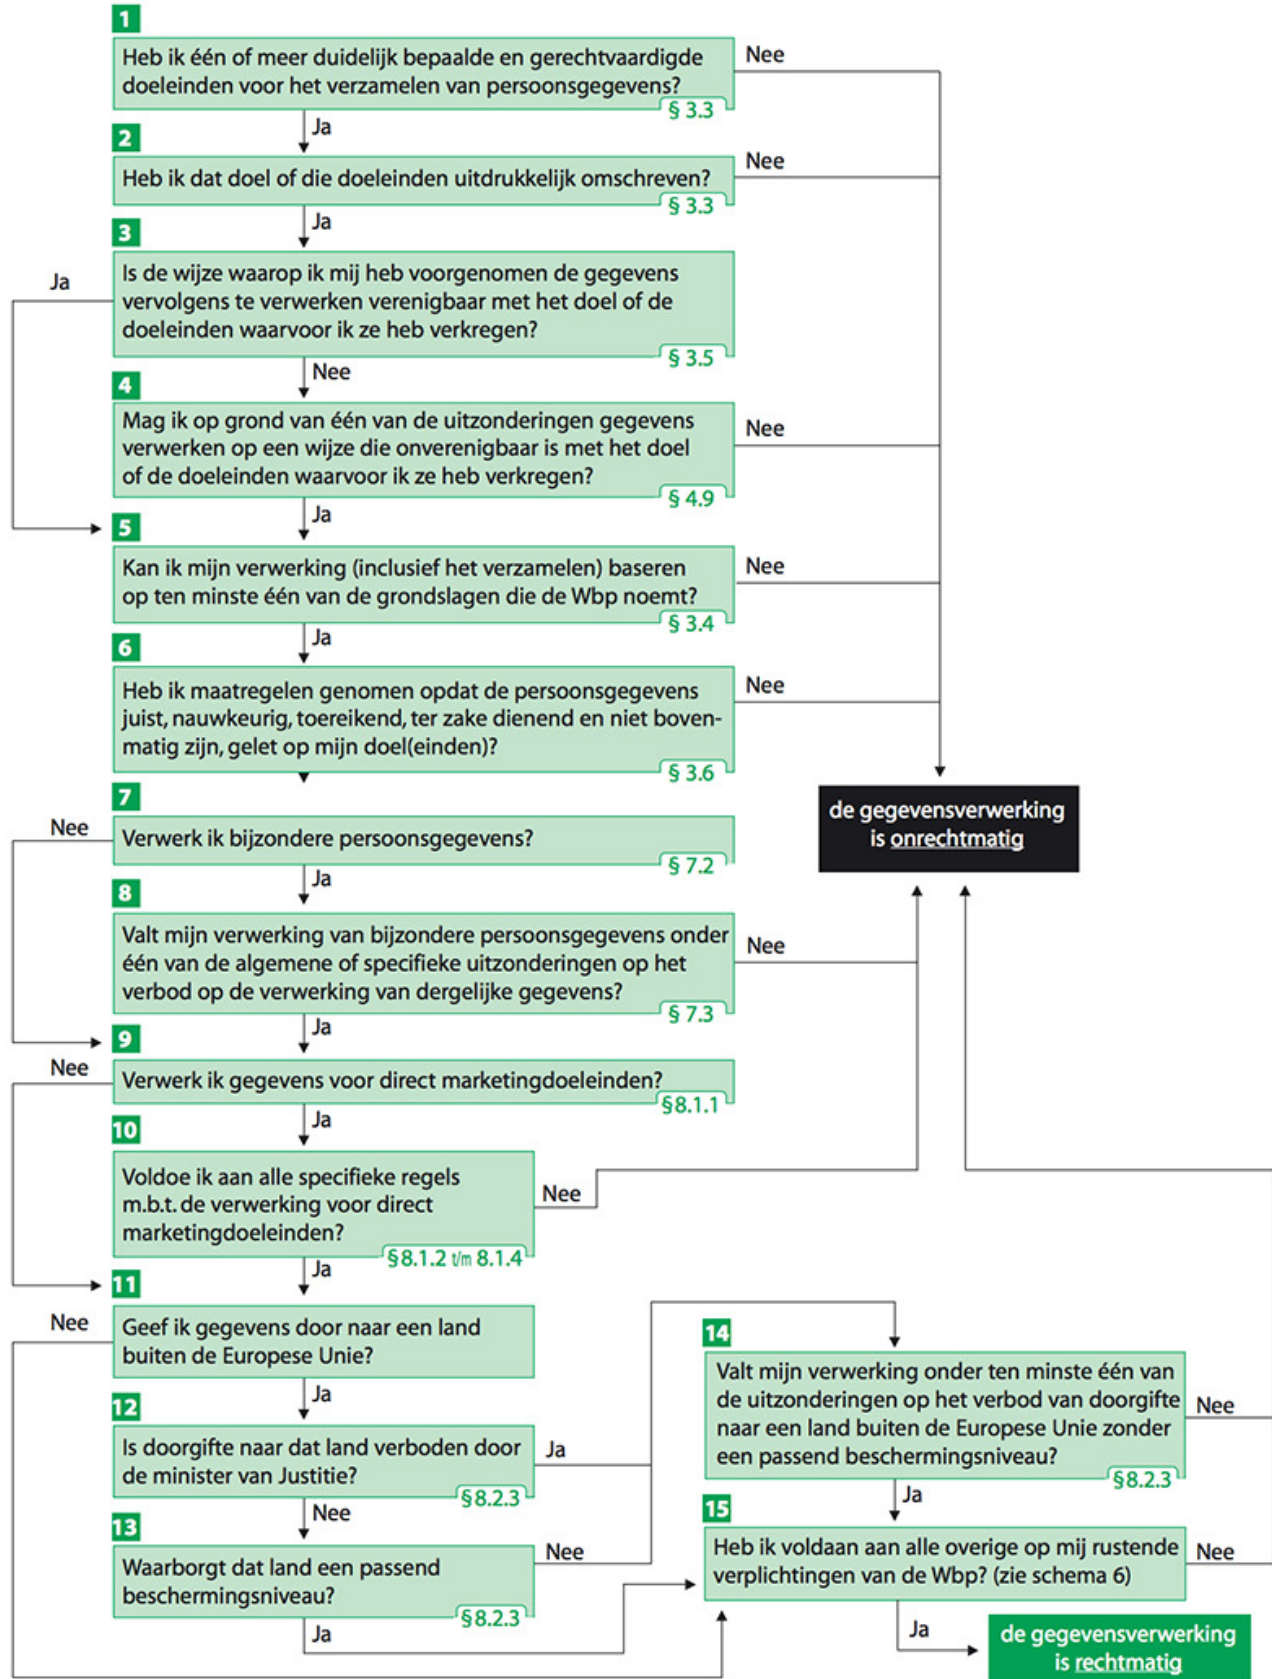 1
Heb ik één of meer duidelijk bepaalde en gerechtvaardigde
doeleinden voor het verzamelen van persoonsgegevens?
§ 3.3
Nee
Ja
2
Heb ik dat doel of die doeleinden uitdrukkelijk omschreven?
§ 3.3
Nee
Ja
3
Is de wijze waarop ik mij heb voorgenomen de gegevens
vervolgens te verwerken verenigbaar met het doel of de
doeleinden waarvoor ik ze heb verkregen?
§ 3.5
Ja
Nee
4
Mag ik op grond van één van de uitzonderingen gegevens
verwerken op een wijze die onverenigbaar is met het doel
of de doeleinden waarvoor ik ze heb verkregen?
§ 4.9
Nee
Ja
5
Kan ik mijn verwerking (inclusief het verzamelen) baseren
op ten minste één van de grondslagen die de Wbp noemt?
§ 3.4
Nee
Ja
6
Heb ik maatregelen genomen opdat de persoonsgegevens
juist, nauwkeurig, toereikend, ter zake dienend en niet boven-
matig zijn, gelet op mijn doel(einden)?
§ 3.6
Nee
de gegevensverwerking
is onrechtmatig
7
Verwerk ik bijzondere persoonsgegevens?
§ 7.2
Nee
Ja
8
Valt mijn verwerking van bijzondere persoonsgegevens onder
één van de algemene of specifieke uitzonderingen op het
verbod op de verwerking van dergelijke gegevens?
§ 7.3
Nee
Ja
9
Verwerk ik gegevens voor direct marketingdoeleinden?
§8.1.1
Nee
Ja
10
Voldoe ik aan alle specifieke regels
m.b.t. de verwerking voor direct
marketingdoeleinden?
§8.1.2 t/m 8.1.4
Nee
Ja
11
Geef ik gegevens door naar een land
buiten de Europese Unie?
Nee
Ja
12
Is doorgifte naar dat land verboden door
de minister van Justitie?
§8.2.3
Ja
Nee
13
Waarborgt dat land een passend
beschermingsniveau?
§8.2.3
Nee
Ja
14
Valt mijn verwerking onder ten minste één van
de uitzonderingen op het verbod van doorgifte
naar een land buiten de Europese Unie zonder
een passend beschermingsniveau?
§8.2.3
Nee
Ja
15
Heb ik voldaan aan alle overige op mij rustende
verplichtingen van de Wbp? (zie schema 6)
Nee
Ja
de gegevensverwerking
is rechtmatig